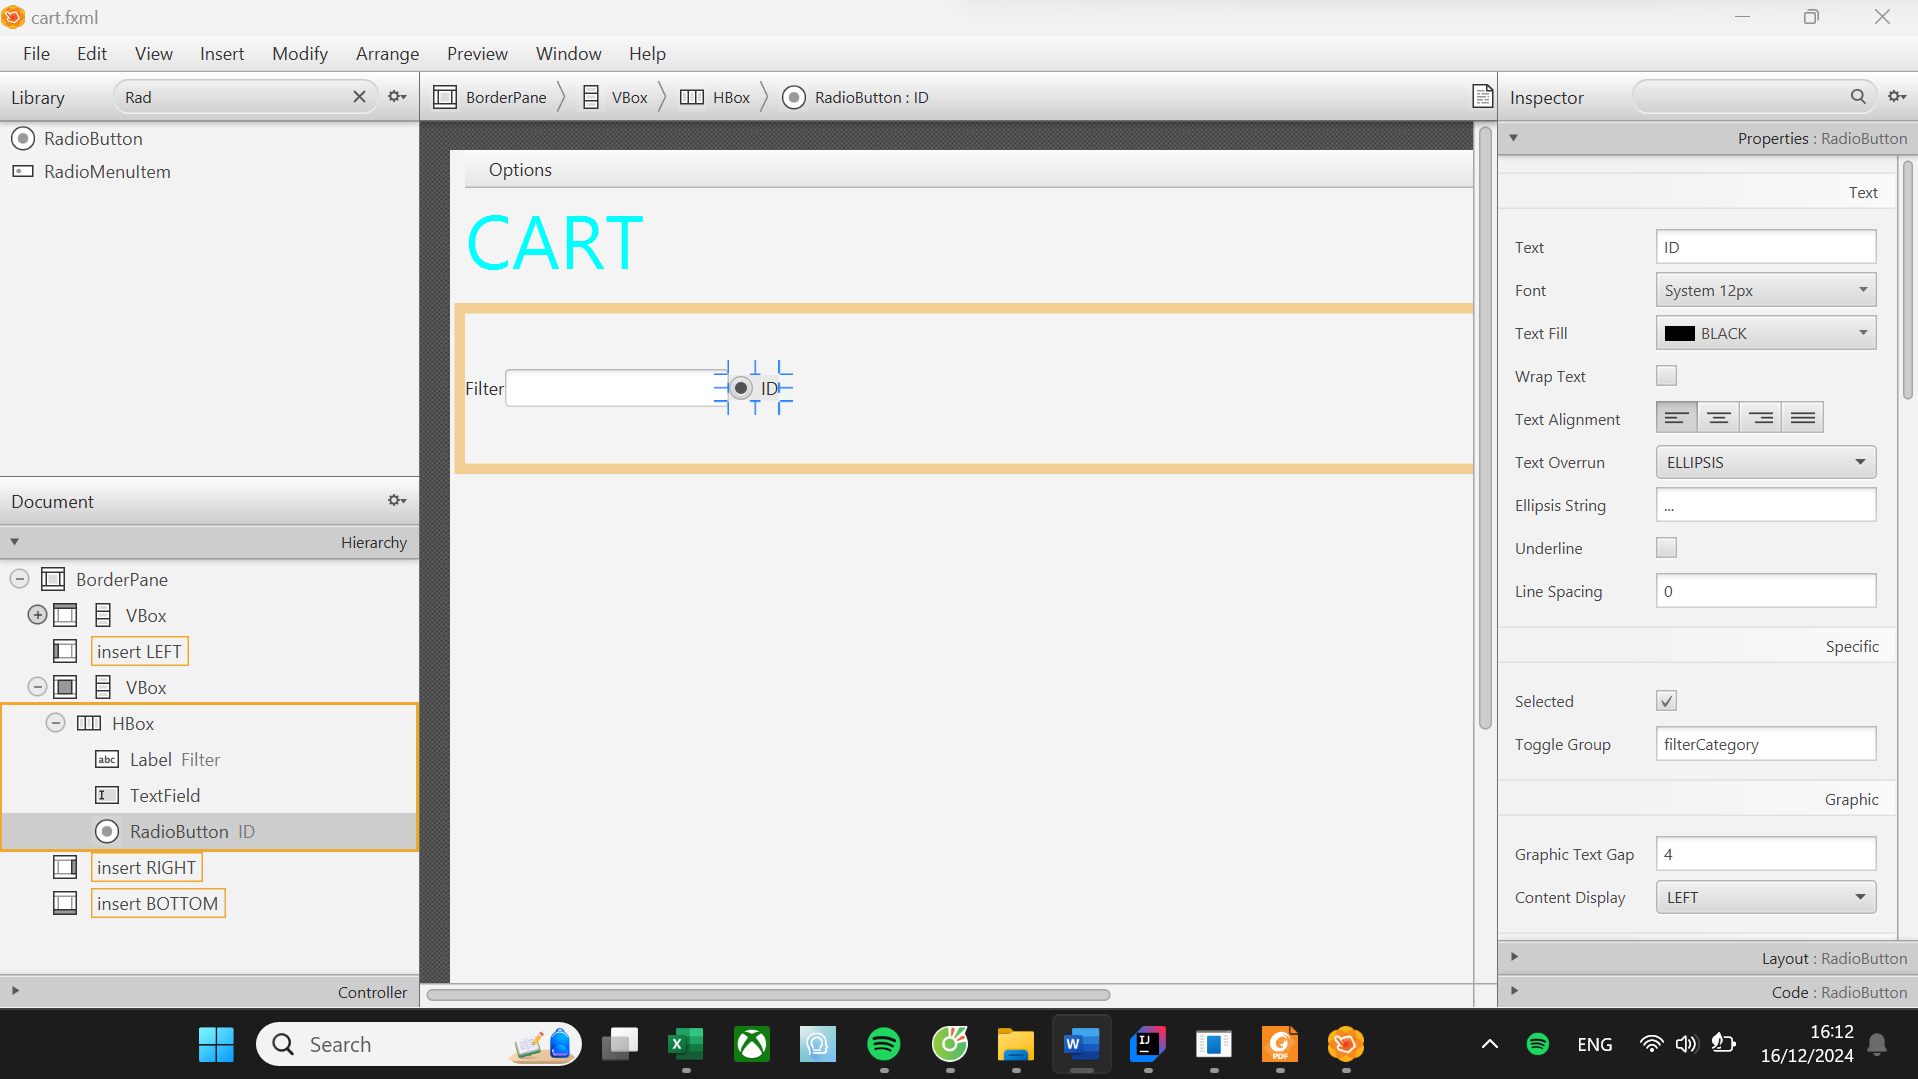 cart.fxml
File Edit View Insert Modify Arrange Preview Window Help
Library Rad
RadioButton
RadioMenuItem
BorderPane VBox HBox RadioButton : ID
Options
CART
Filter ID
Document
Hierarchy
BorderPane
VBox
insert LEFT
VBox
HBox
Label Filter
TextField
RadioButton ID
insert RIGHT
insert BOTTOM
Controller
Inspector
Properties : RadioButton
Text
Text ID
Font System 12px
Text Fill BLACK
Wrap Text
Text Alignment
Text Overrun ELLIPSIS
Ellipsis String ...
Underline
Line Spacing 0
Specific
Selected
Toggle Group filterCategory
Graphic
Graphic Text Gap 4
Content Display LEFT
Layout : RadioButton
Code : RadioButton
Search
ENG
16:12
16/12/2024